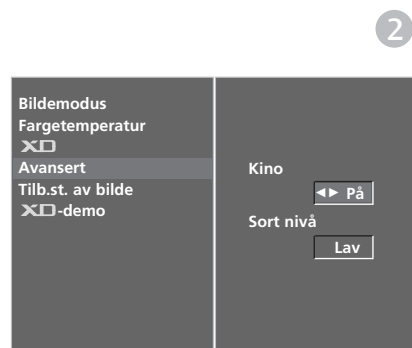 2
Bildemodus
Fargetemperatur
XD
Avansert
Tilb.st. av bilde
XD-demo
Kino
◄► På
Sort nivå
Lav